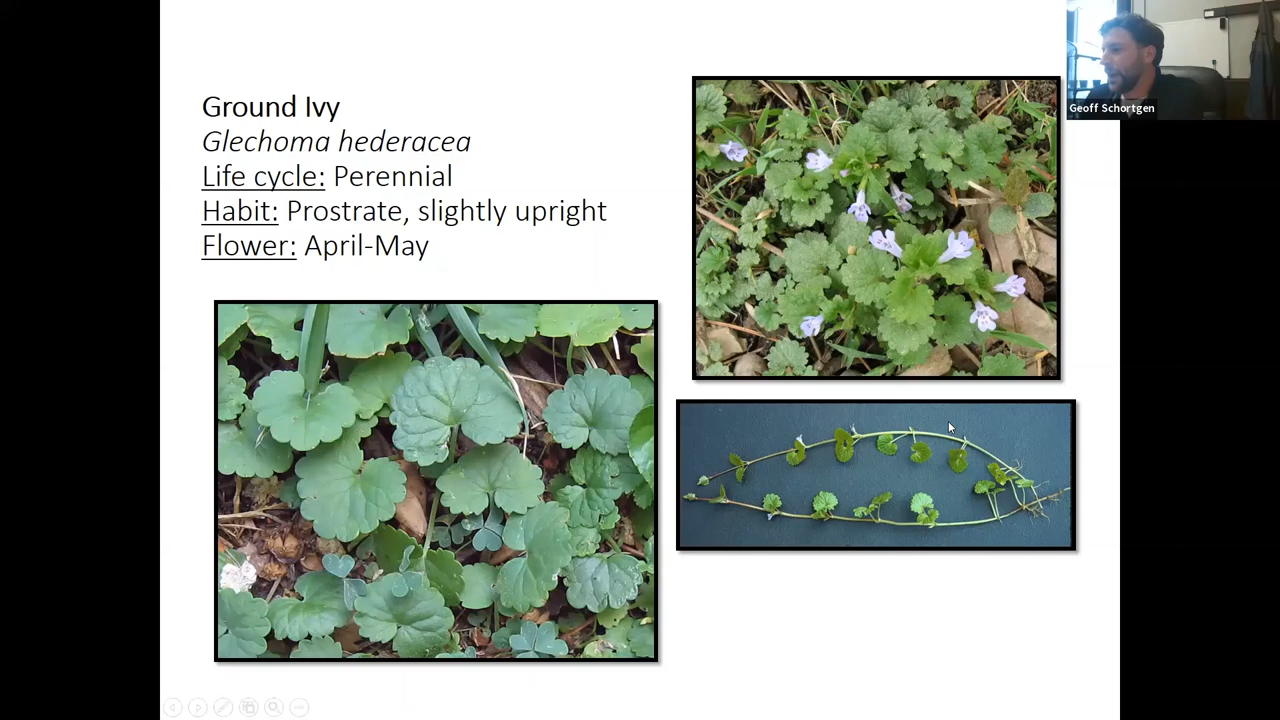 Ground Ivy
Glechoma hederacea
Life cycle: Perennial
Habit: Prostrate, slightly upright
Flower: April-May
Geoff Schortgen